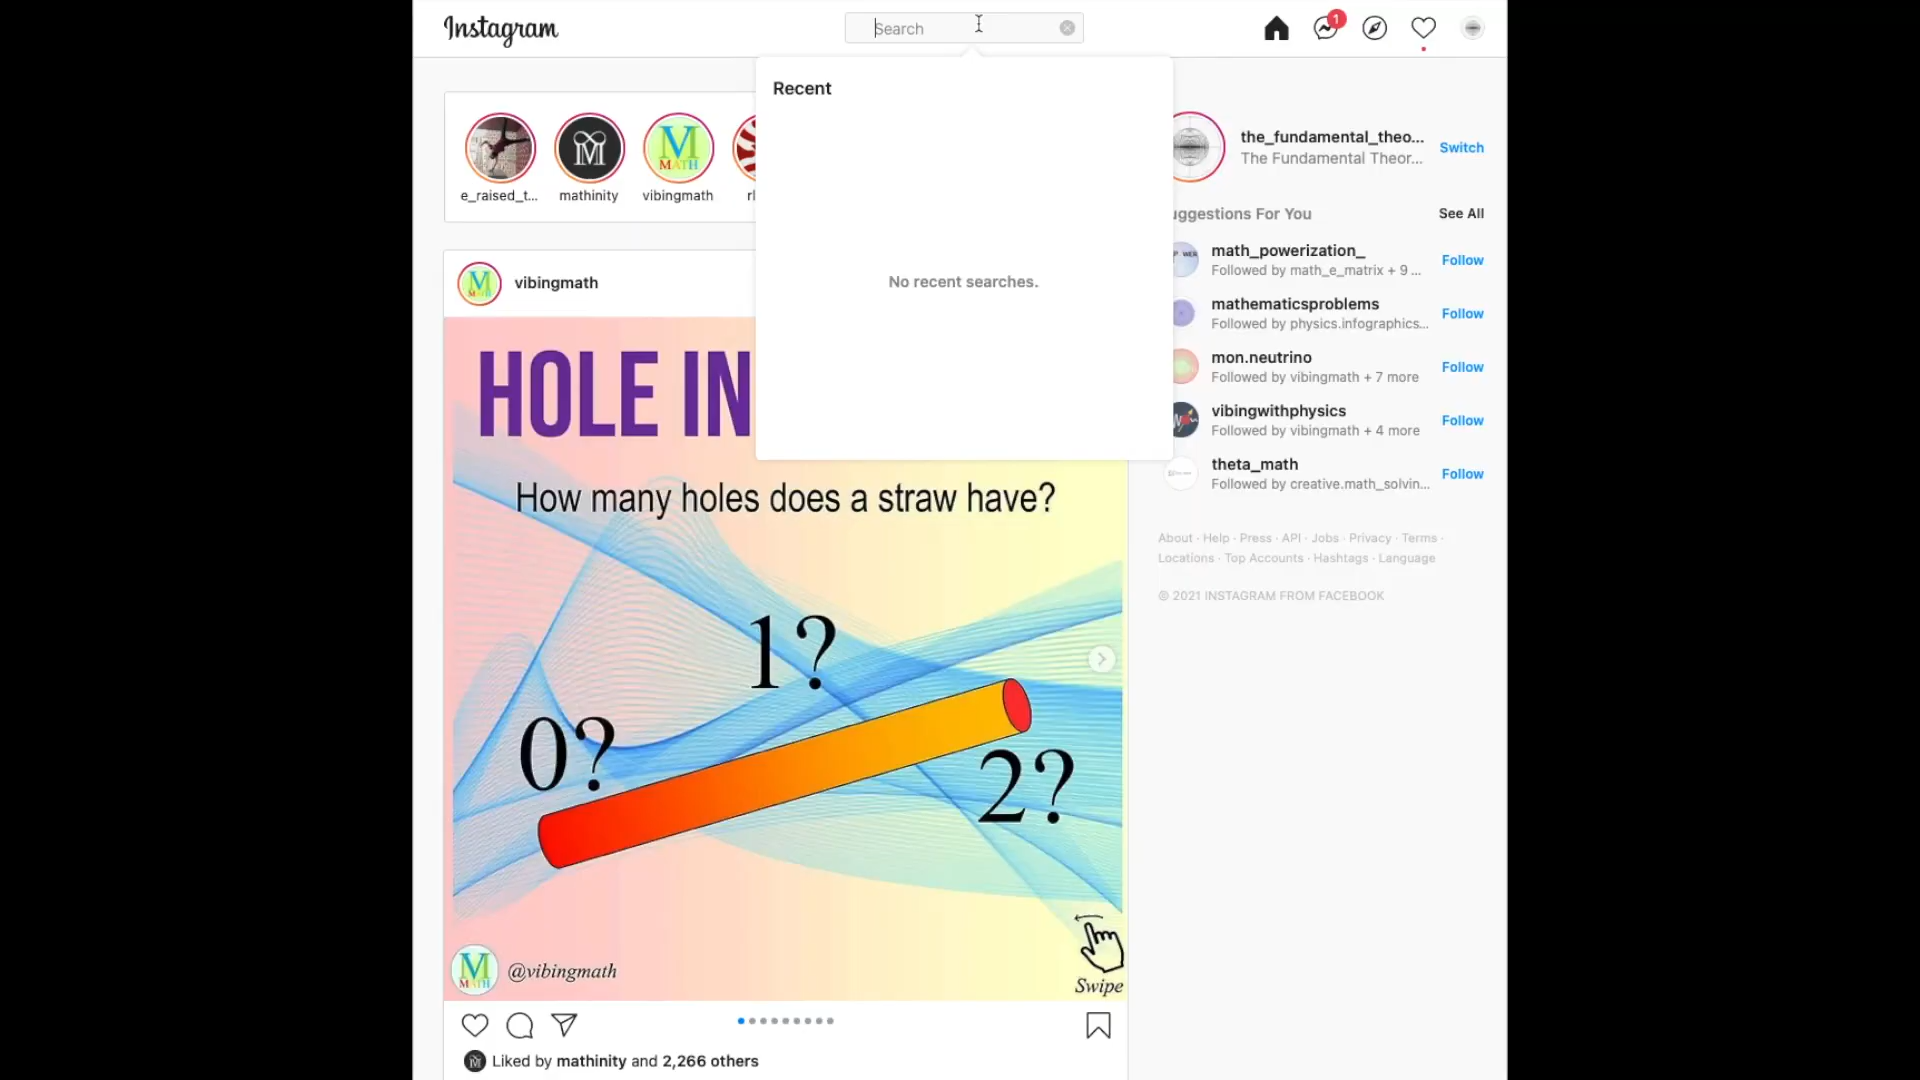 Instagram
Search
1
Recent
No recent searches.
e_raised_t...
mathinity
vibingmath
the_fundamental_theo...
The Fundamental Theor...
Switch
uggestions For You
See All
math_powerization_
Followed by math_e_matrix + 9 ...
Follow
mathematicsproblems
Followed by physics.infographics...
Follow
mon.neutrino
Followed by vibingmath + 7 more
Follow
vibingwithphysics
Followed by vibingmath + 4 more
Follow
theta_math
Followed by creative.math_solvin...
Follow
About · Help · Press · API · Jobs · Privacy · Terms ·
Locations · Top Accounts · Hashtags · Language
© 2021 INSTAGRAM FROM FACEBOOK
vibingmath
HOLE IN
How many holes does a straw have?
1?
0?
2?
M
MATH
@vibingmath
Swipe
Liked by mathinity and 2,266 others